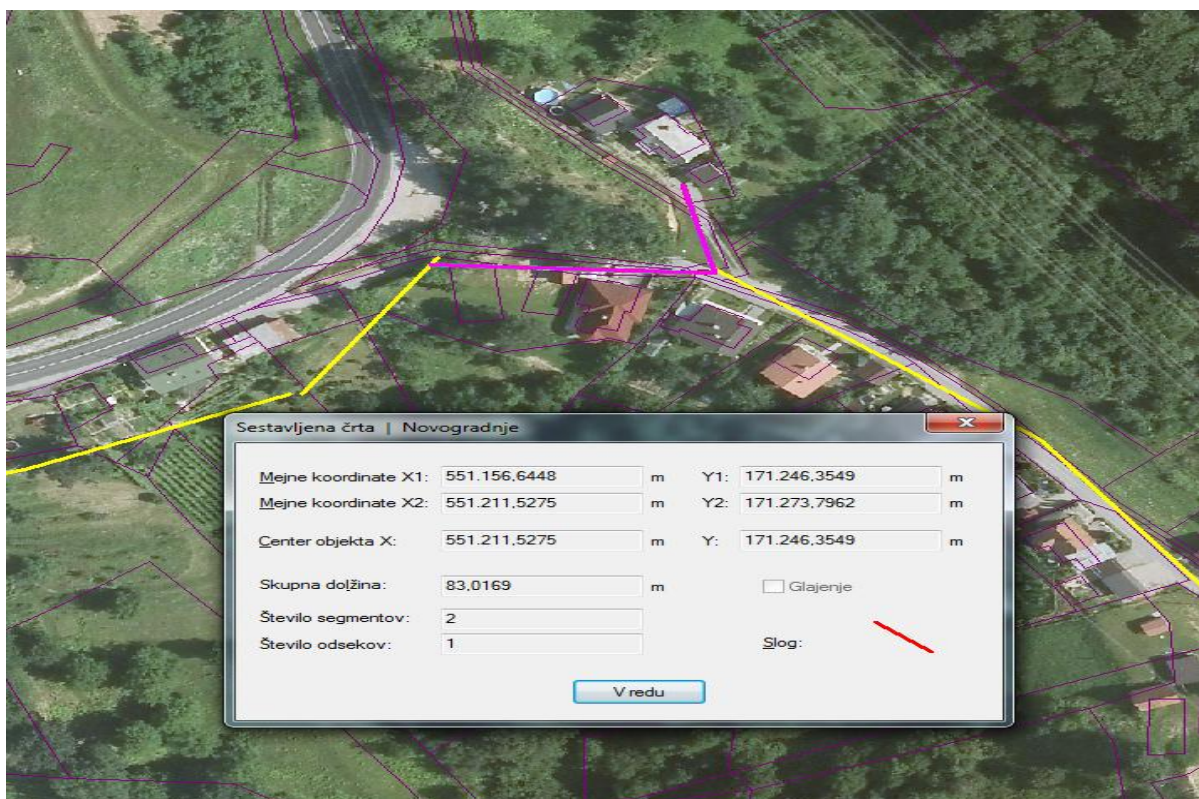 Sestavljena črta | Novogradnje
Mejne koordinate X1: 551.156,6448 m Y1: 171.246,3549 m
Mejne koordinate X2: 551.211,5275 m Y2: 171.273,7962 m
Center objekta X: 551.211,5275 m Y: 171.246,3549 m
Skupna dolžina: 83,0169 m Glajenje
Število segmentov: 2
Število odsekov: 1 Slog:
V redu